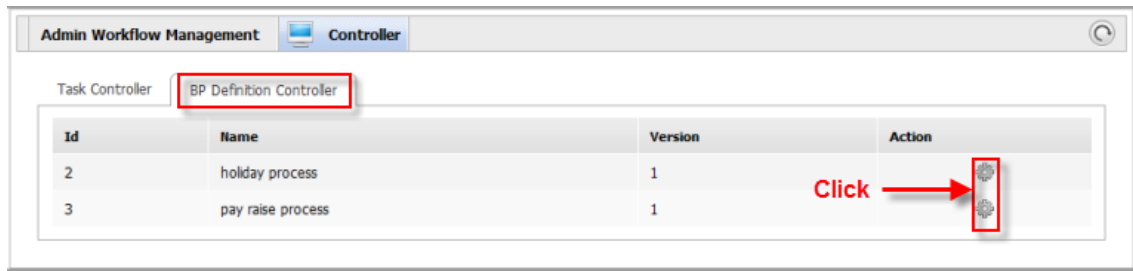 Admin Workflow Management Controller
Task Controller BP Definition Controller
Id Name Version Action
2 holiday process 1
Click
3 pay raise process 1